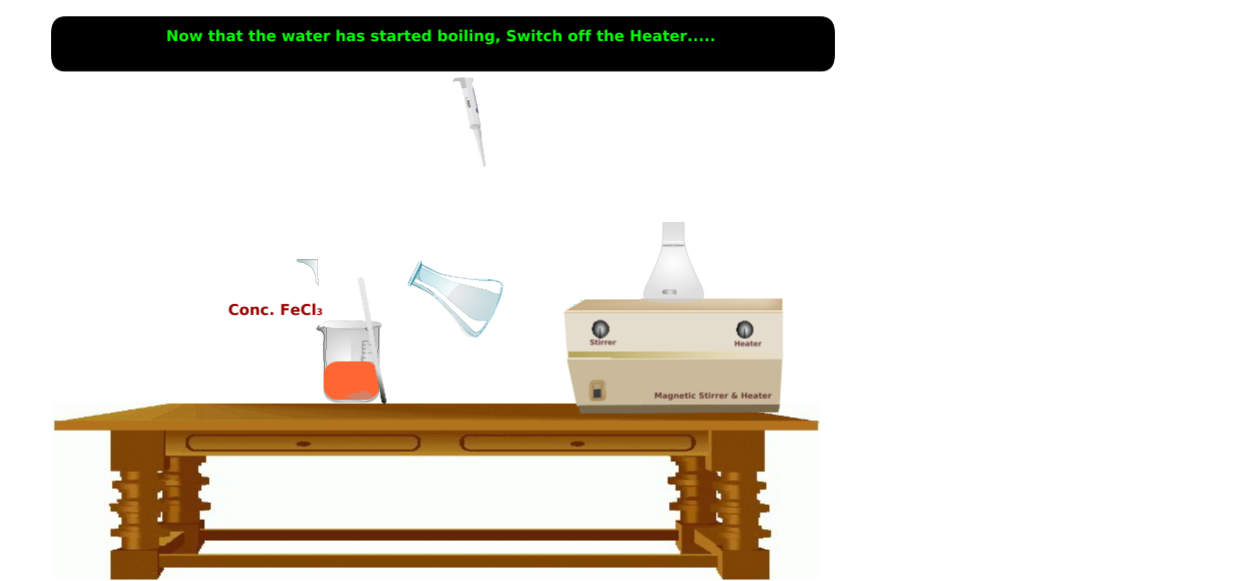 Now that the water has started boiling, Switch off the Heater.....
Conc. FeCl₃
Stirrer
Heater
Magnetic Stirrer & Heater